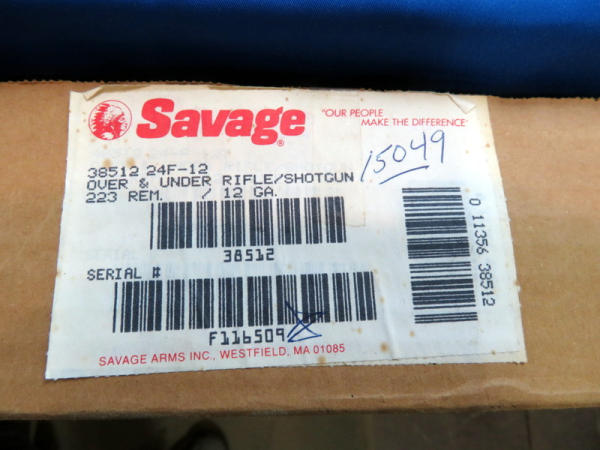 Savage®
"OUR PEOPLE
MAKE THE DIFFERENCE"
15049
38512 24F-12
OVER & UNDER RIFLE/SHOTGUN
223 REM. / 12 GA.
38512
SERIAL #
F116509
SAVAGE ARMS INC., WESTFIELD, MA 01085
0 11356 38512